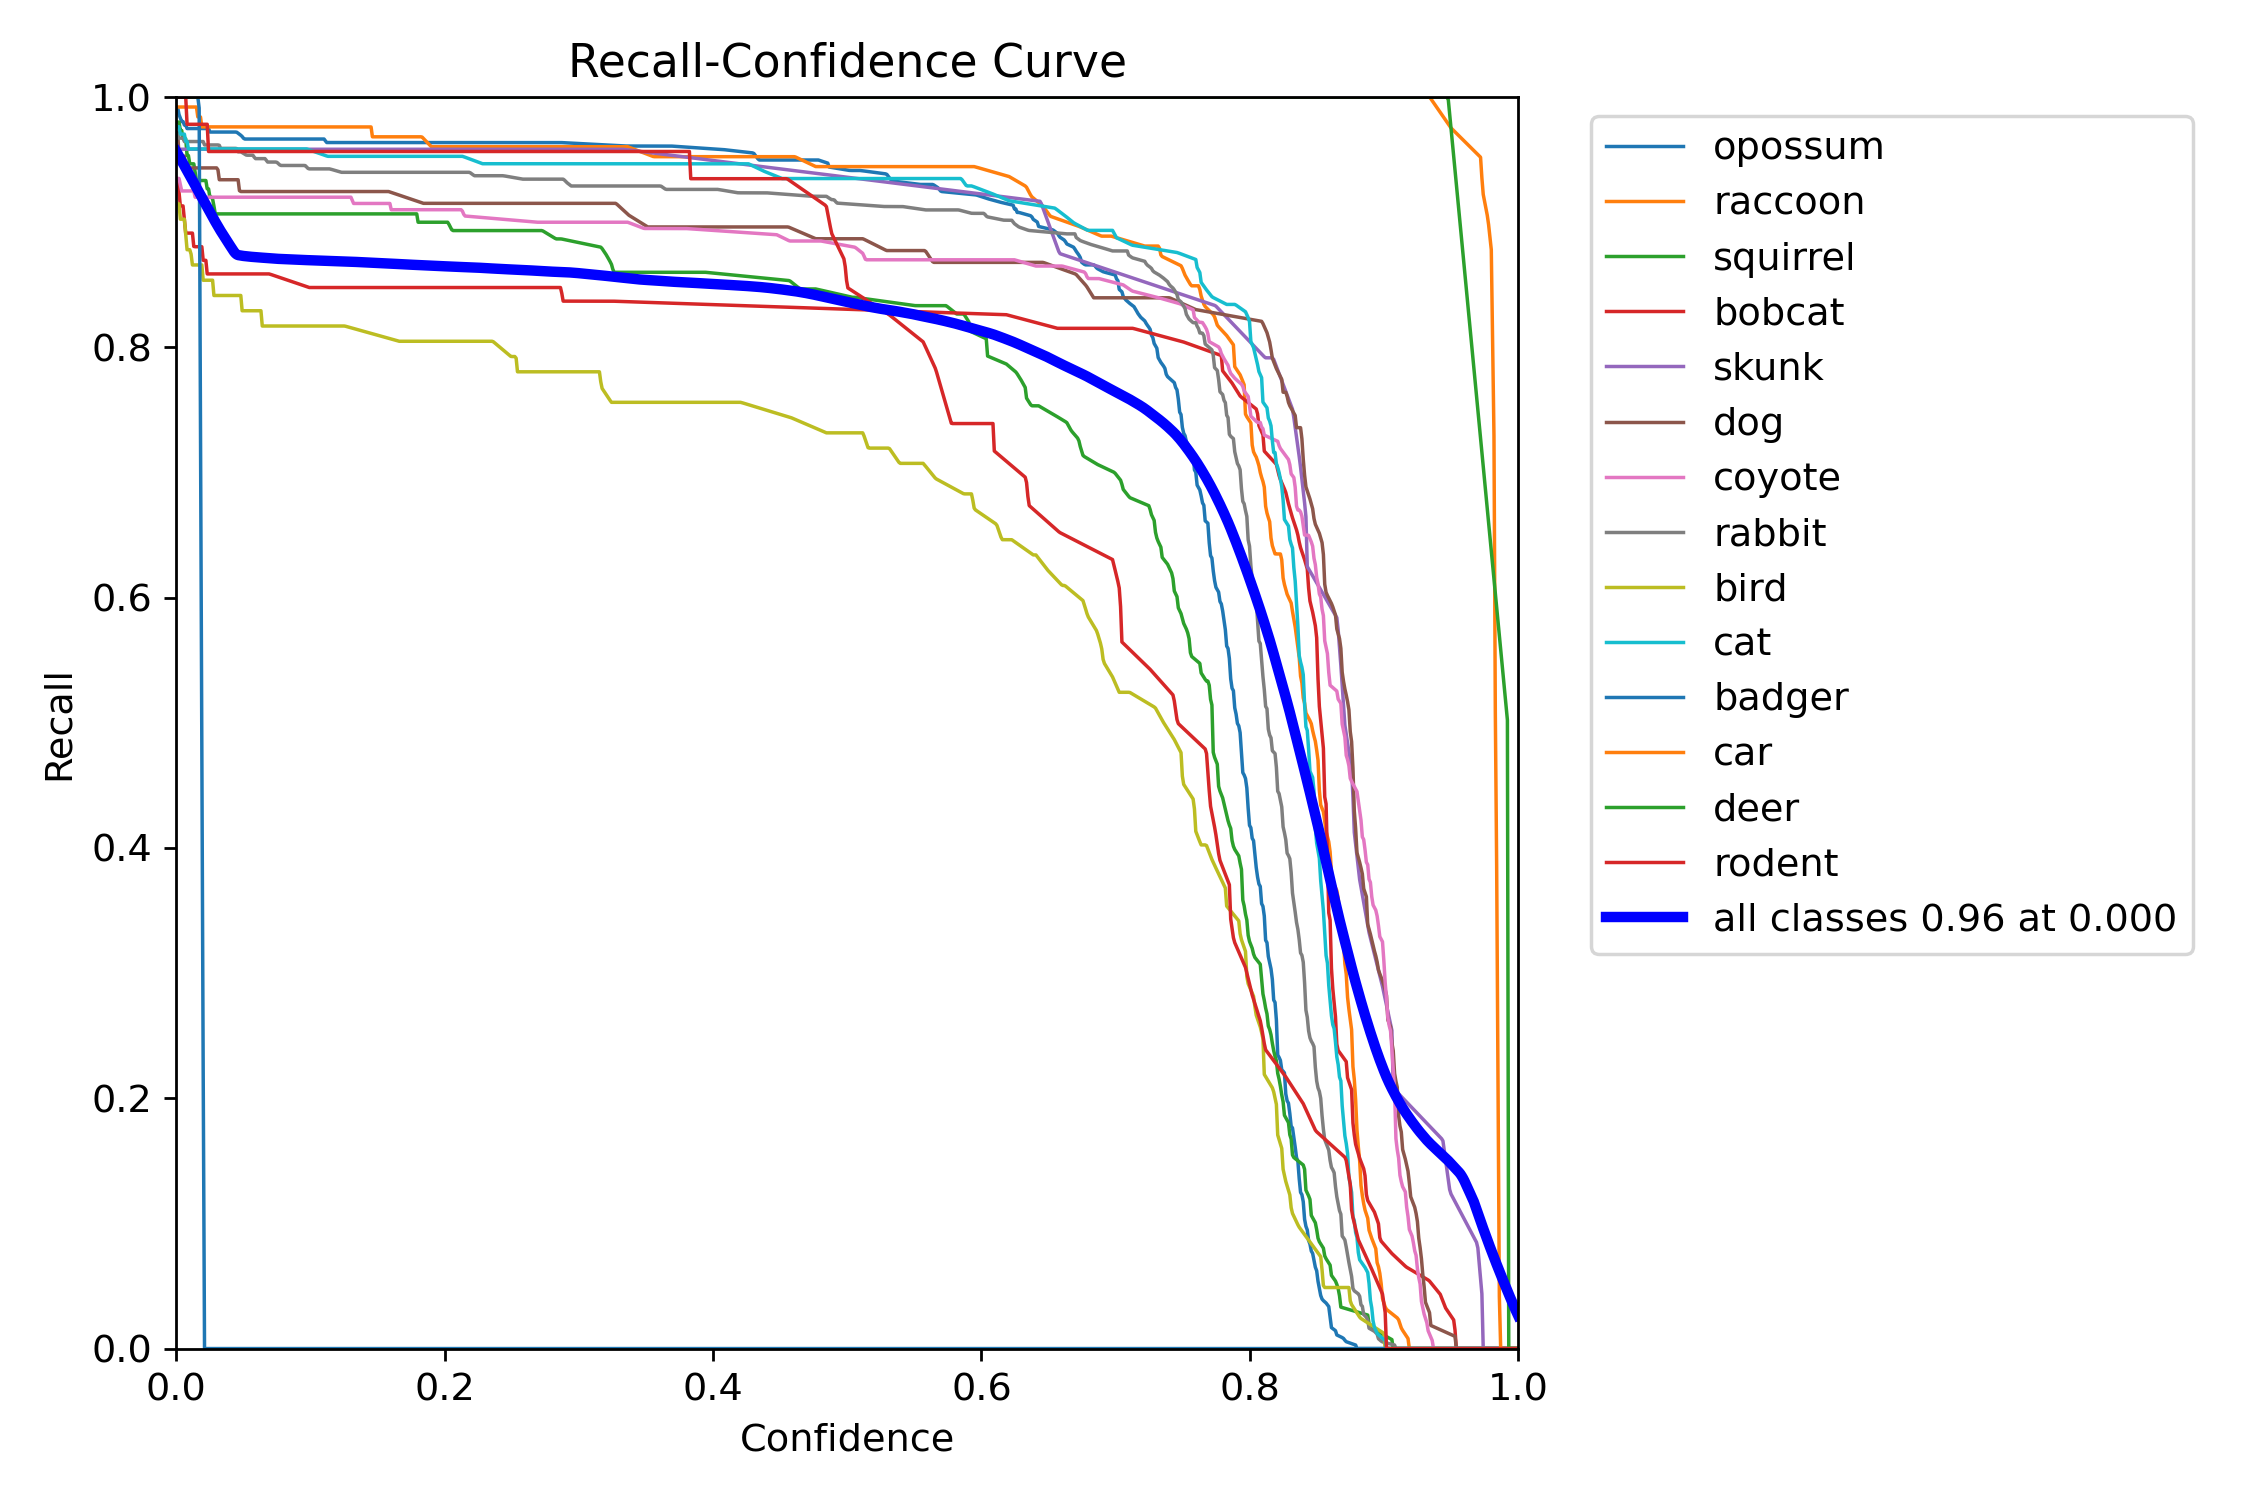 Recall-Confidence Curve
1.0
0.8
0.6
0.4
0.2
0.0
Recall
0.0 0.2 0.4 0.6 0.8 1.0
Confidence
opossum
raccoon
squirrel
bobcat
skunk
dog
coyote
rabbit
bird
cat
badger
car
deer
rodent
all classes 0.96 at 0.000